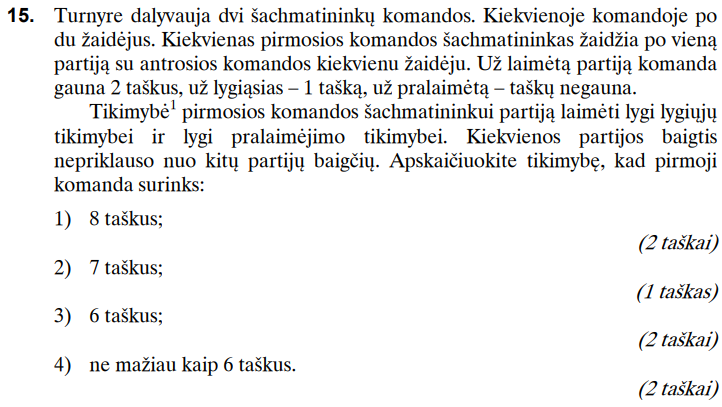 15. Turnyre dalyvauja dvi šachmatininkų komandos. Kiekvienoje komandoje po
du žaidėjus. Kiekvienas pirmosios komandos šachmatininkas žaidžia po vieną
partiją su antrosios komandos kiekvienu žaidėju. Už laimėtą partiją komanda
gauna 2 taškus, už lygiąsias – 1 tašką, už pralaimėtą – taškų negauna.
Tikimybė¹ pirmosios komandos šachmatininkui partiją laimėti lygi lygiųjų
tikimybei ir lygi pralaimėjimo tikimybei. Kiekvienos partijos baigtis
nepriklauso nuo kitų partijų baigčių. Apskaičiuokite tikimybę, kad pirmoji
komanda surinks:
1) 8 taškus;
(2 taškai)
2) 7 taškus;
(1 taškas)
3) 6 taškus;
(2 taškai)
4) ne mažiau kaip 6 taškus.
(2 taškai)